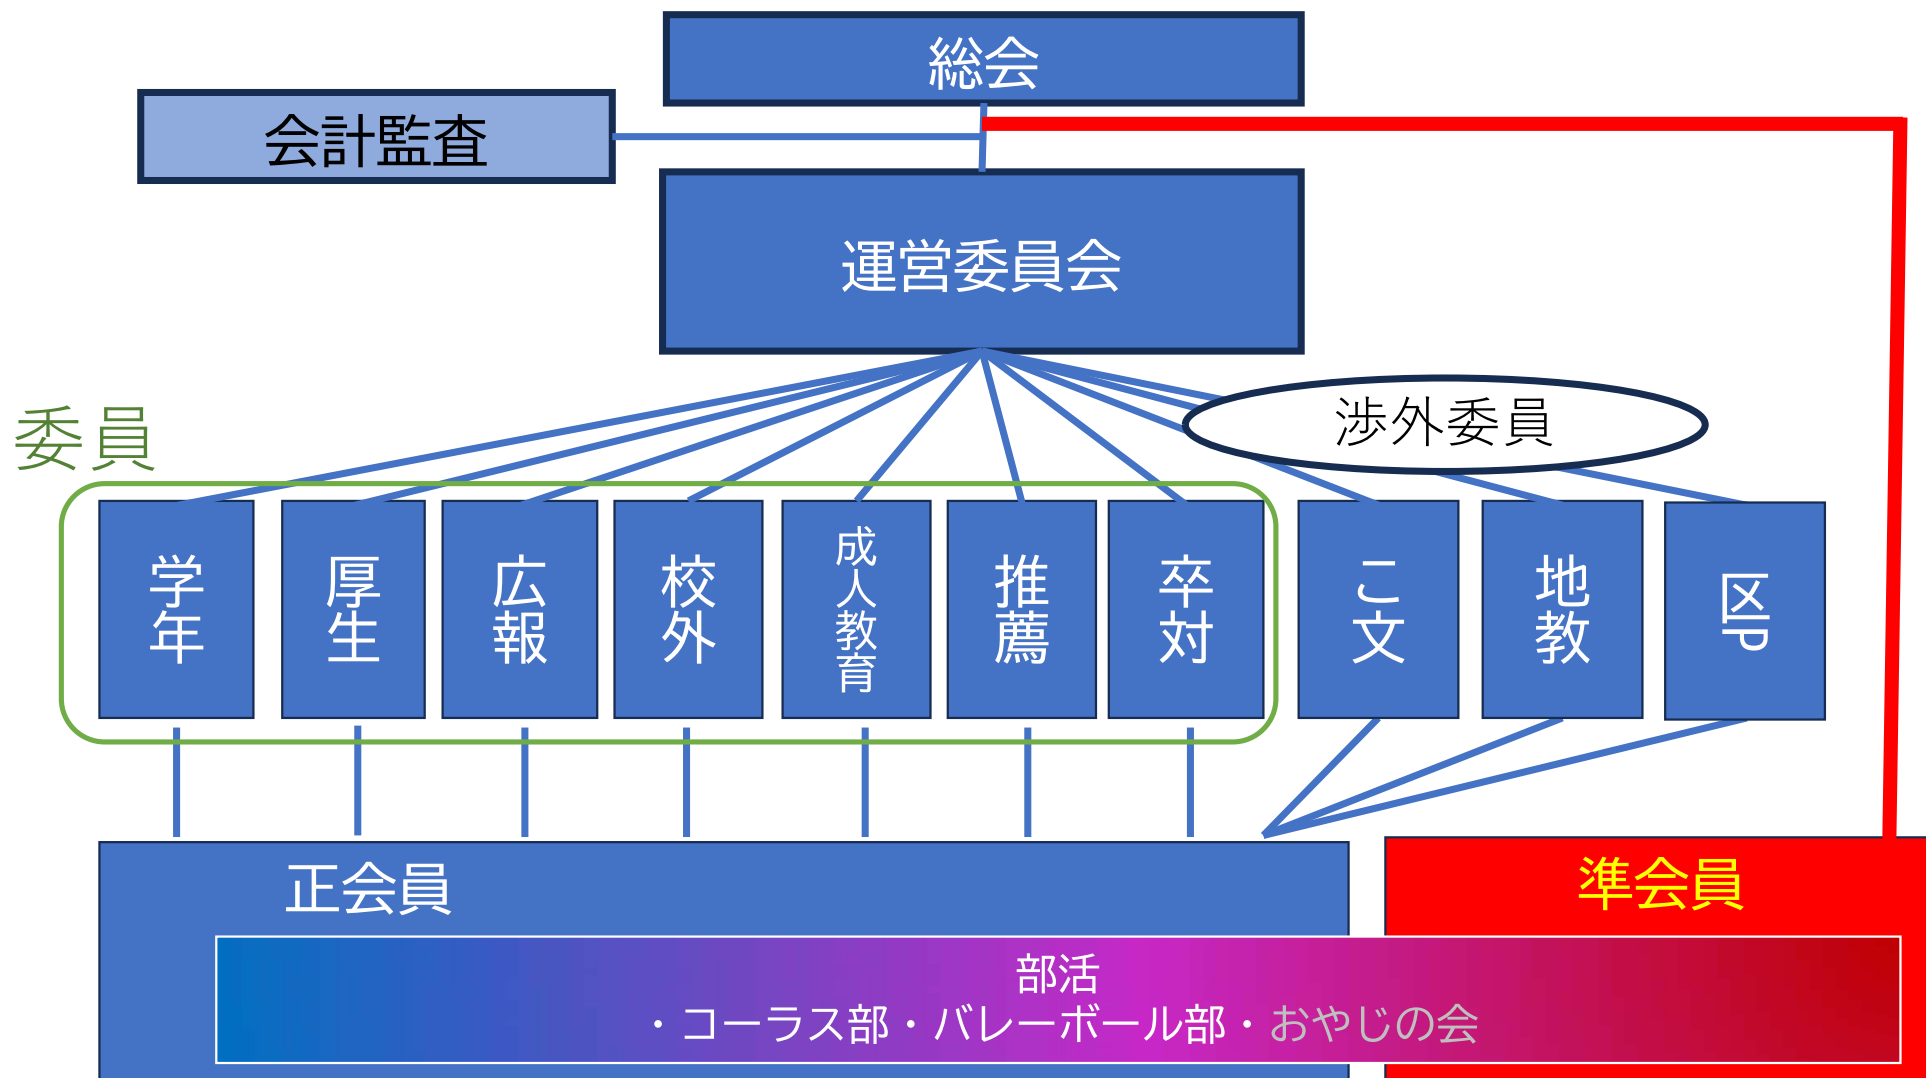 総会
会計監査
運営委員会
渉外委員
委員
学年
厚生
広報
校外
成人教育
推薦
卒対
こ文
地教
区P
正会員
準会員
部活
・コーラス部・バレーボール部・おやじの会